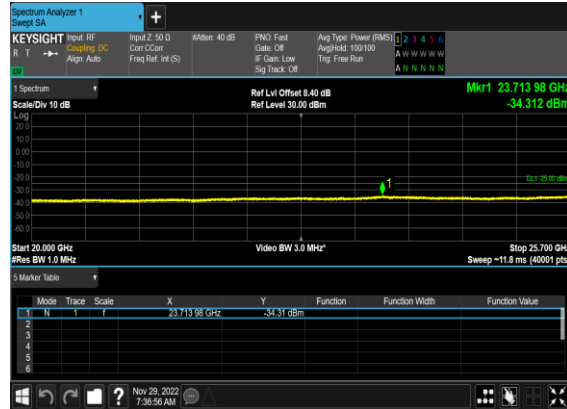 Spectrum Analyzer 1
Swept SA
+
KEYSIGHT Input: RF Input Z: 50 Ω #Atten: 40 dB PNO: Fast Avg Type: Power (RMS) 1 2 3 4 5 6
R T Coupling: DC Corr CCorr Gate: Off Avg|Hold: 100/100 A W W W W W
Align: Auto Freq Ref: Int (S) IF Gain: Low Trig: Free Run
Sig Track: Off A N N N N N
1 Spectrum Ref Lvl Offset 8.40 dB Mkr1 23.713 98 GHz
Scale/Div 10 dB Ref Level 30.00 dBm -34.312 dBm
Log
20.0
10.0
0.00
-10.0
1
-20.0 DL1 -25.00 dBm
-30.0
-40.0
-50.0
-60.0
Start 20.000 GHz Video BW 3.0 MHz* Stop 25.700 GHz
#Res BW 1.0 MHz Sweep ~11.8 ms (40001 pts)
5 Marker Table
Mode Trace Scale X Y Function Function Width Function Value
1 N 1 f 23.713 98 GHz -34.31 dBm
2
3
4
5
6
? Nov 29, 2022
7:36:56 AM